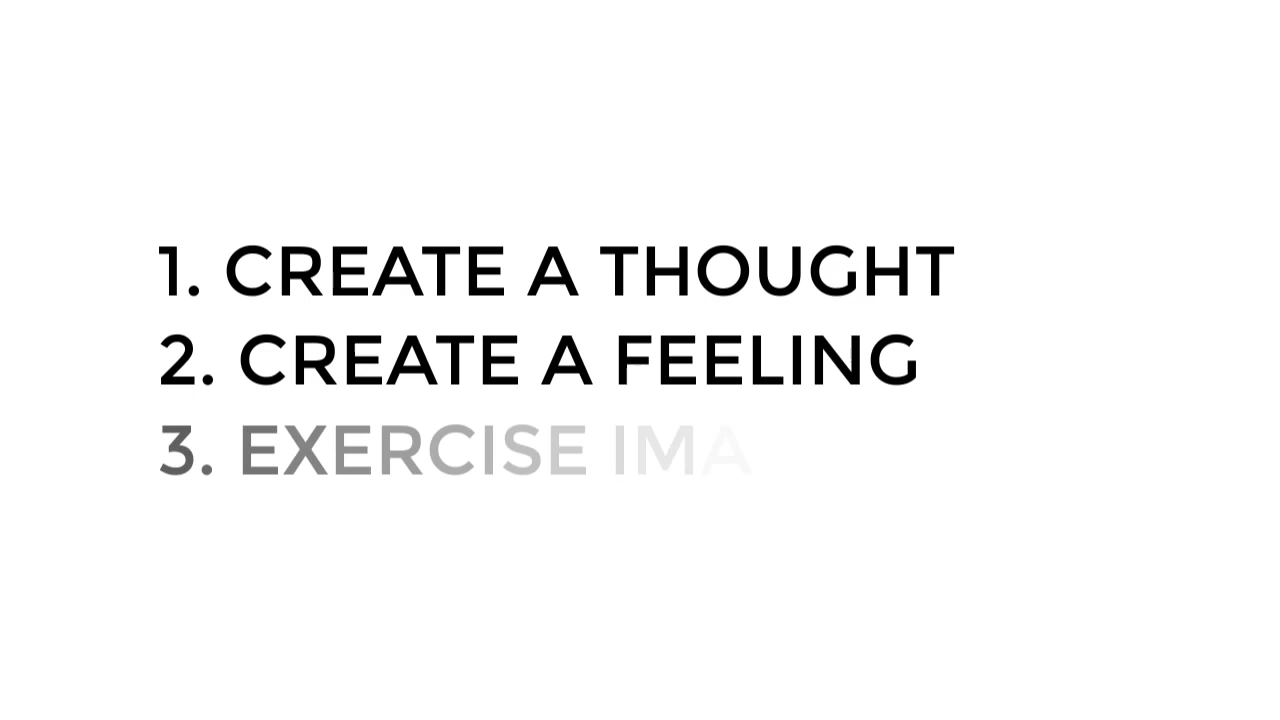 1. CREATE A THOUGHT
2. CREATE A FEELING
3. EXERCISE IMA